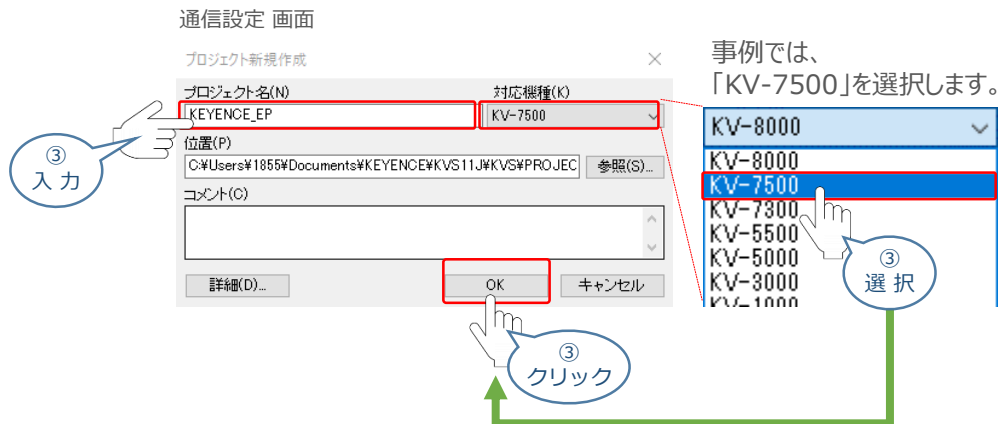 通信設定 画面
プロジェクト新規作成
プロジェクト名(N)
対応機種(K)
KEYENCE_EP
KV-7500
位置(P)
C:¥Users¥1855¥Documents¥KEYENCE¥KVS11J¥KVS¥PROJEC
参照(S)...
コメント(C)
詳細(D)...
OK
キャンセル
③
入 力
③
クリック
事例では、
「KV-7500」を選択します。
KV-8000
KV-8000
KV-7500
KV-7300
KV-5500
KV-5000
KV-3000
KV-1000
③
選 択